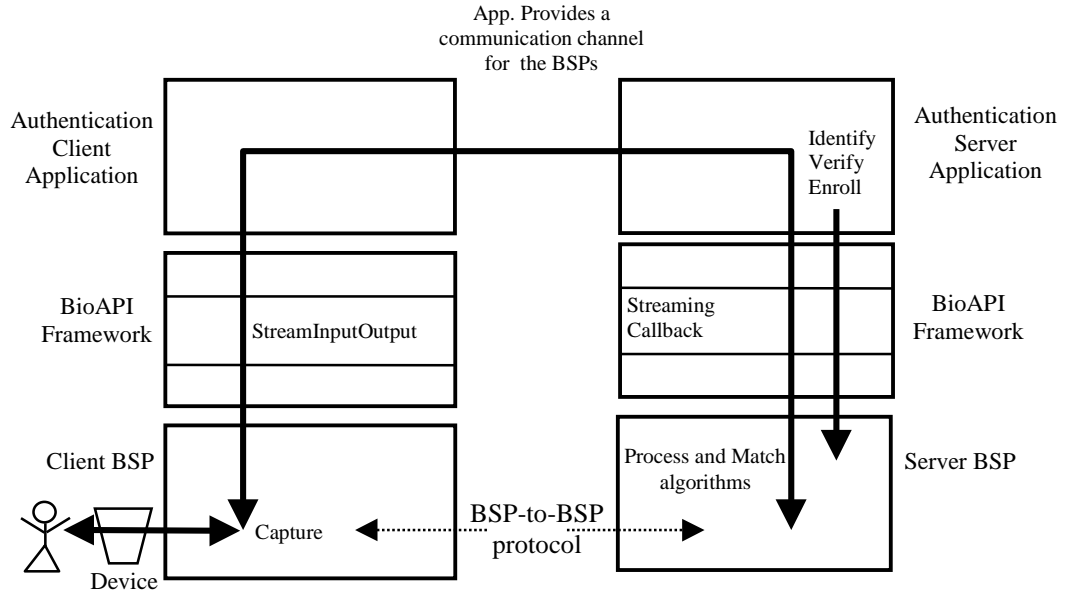 App. Provides a
communication channel
for the BSPs
Authentication
Client
Application
Identify
Verify
Enroll
Authentication
Server
Application
BioAPI
Framework
StreamInputOutput
Streaming
Callback
BioAPI
Framework
Client BSP
Process and Match
algorithms
Server BSP
Capture
BSP-to-BSP
protocol
Device